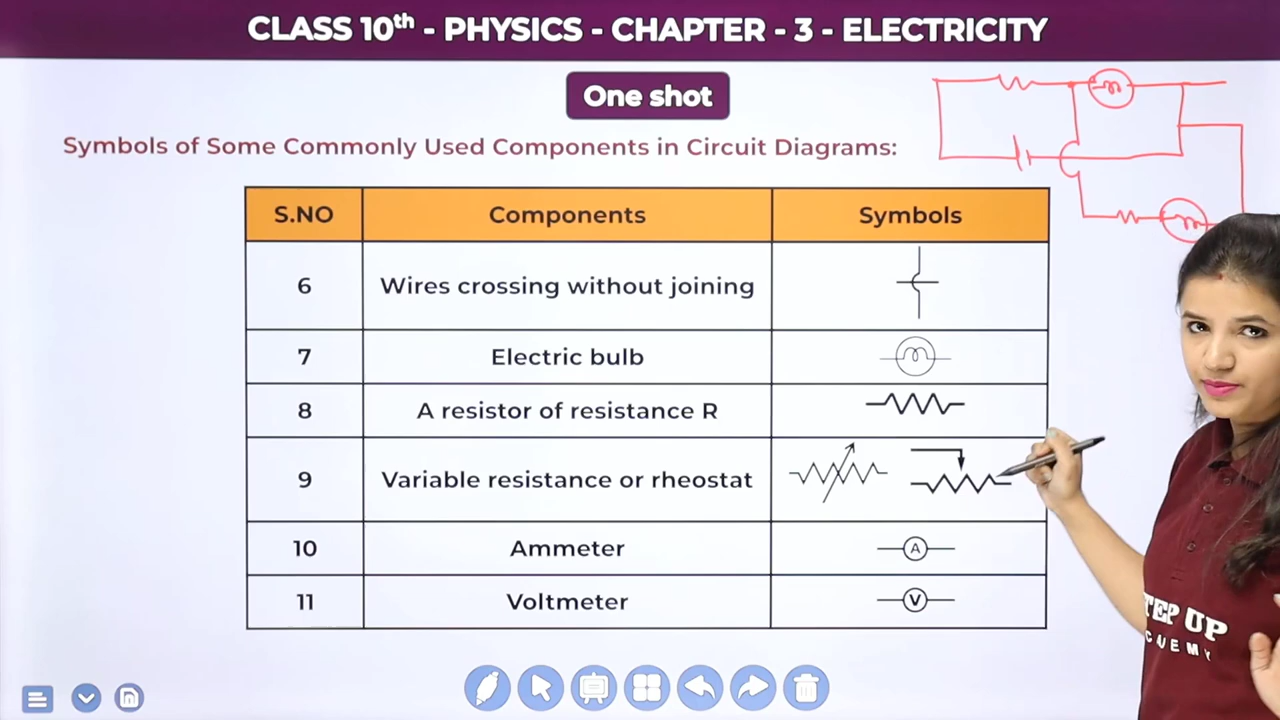 CLASS 10th - PHYSICS - CHAPTER - 3 - ELECTRICITY
One shot
Symbols of Some Commonly Used Components in Circuit Diagrams:
S.NO Components Symbols
6 Wires crossing without joining
7 Electric bulb
8 A resistor of resistance R
9 Variable resistance or rheostat
10 Ammeter A
11 Voltmeter V
TEP UP
C EMY